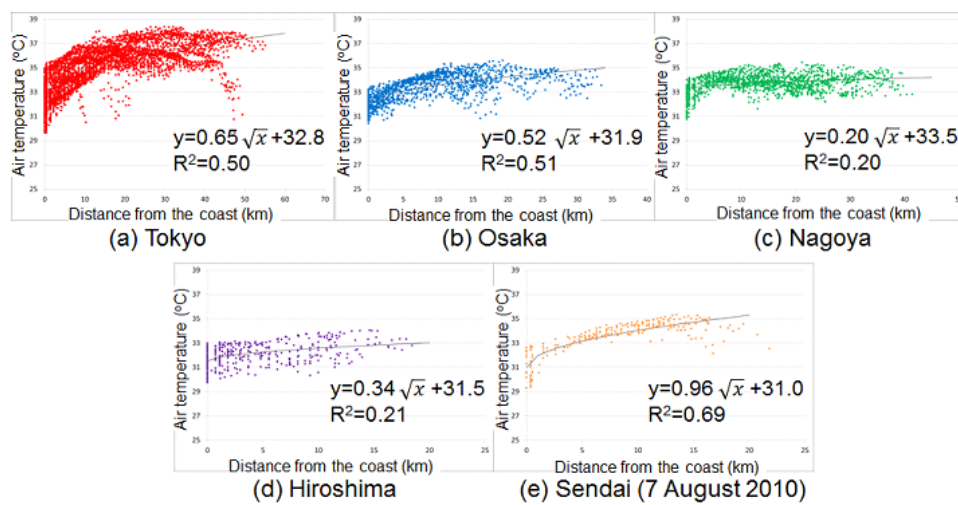 39
37
35
33
31
29
27
25
Air temperature (ºC)
y=0.65 √x +32.8
R²=0.50
0 10 20 30 40 50 60 70
Distance from the coast (km)
(a) Tokyo
39
37
35
33
31
29
27
25
Air temperature (ºC)
y=0.52 √x +31.9
R²=0.51
0 5 10 15 20 25 30 35 40
Distance from the coast (km)
(b) Osaka
39
37
35
33
31
29
27
25
Air temperature (ºC)
y=0.20 √x +33.5
R²=0.20
0 10 20 30 40
Distance from the coast (km)
(c) Nagoya
39
37
35
33
31
29
27
25
Air temperature (ºC)
y=0.34 √x +31.5
R²=0.21
0 5 10 15 20 25
Distance from the coast (km)
(d) Hiroshima
39
37
35
33
31
29
27
25
Air temperature (ºC)
y=0.96 √x +31.0
R²=0.69
0 5 10 15 20 25
Distance from the coast (km)
(e) Sendai (7 August 2010)